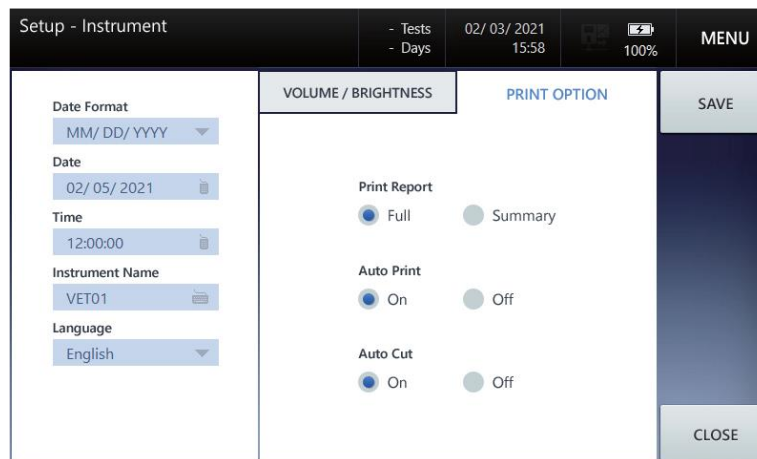 Setup - Instrument
- Tests
- Days
02/ 03/ 2021
15:58
100%
MENU
Date Format
MM/ DD/ YYYY
Date
02/ 05/ 2021
Time
12:00:00
Instrument Name
VET01
Language
English
VOLUME / BRIGHTNESS
PRINT OPTION
Print Report
Full
Summary
Auto Print
On
Off
Auto Cut
On
Off
SAVE
CLOSE